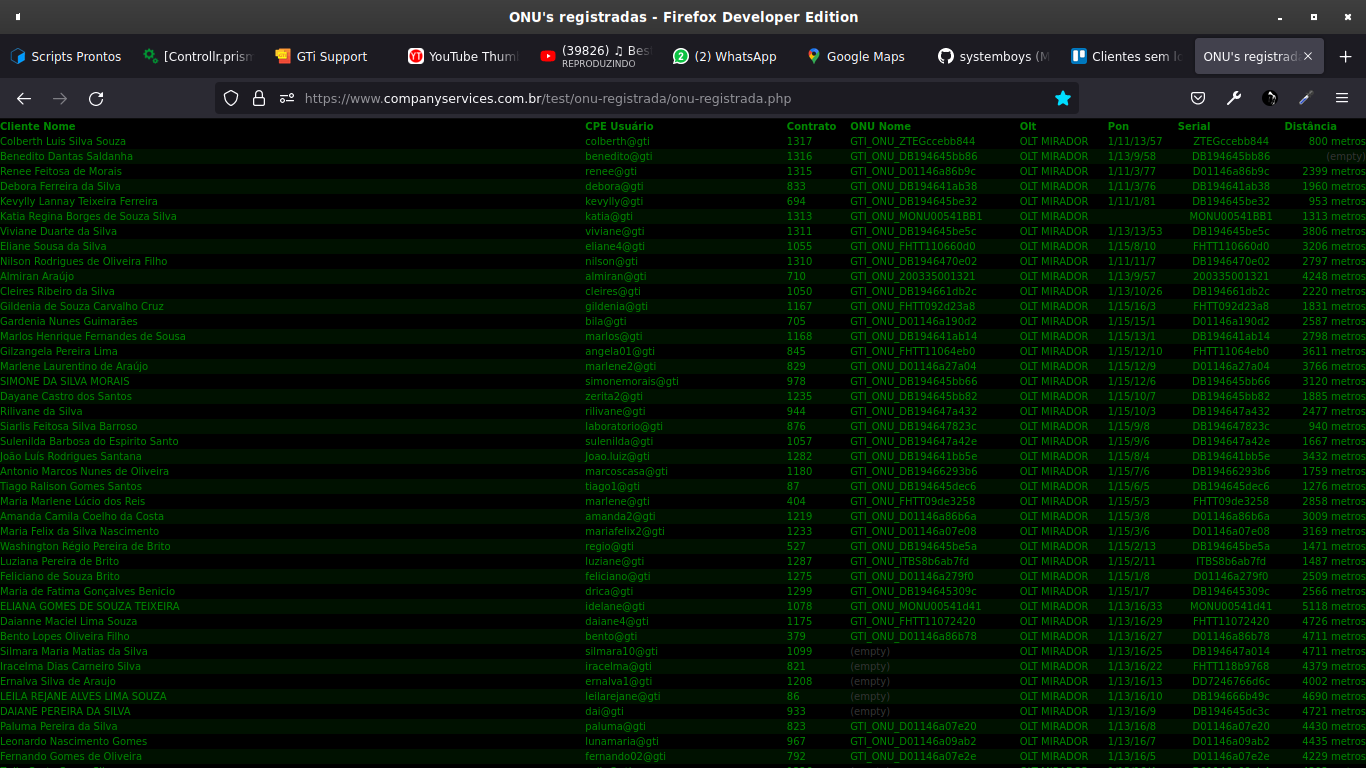 ONU's registradas - Firefox Developer Edition
Scripts Prontos [Controllr.prism GTi Support YouTube Thum (39826) ♫ Bes (2) WhatsApp Google Maps systemboys (M Clientes sem lo ONU's registrada
REPRODUZINDO
https://www.companyservices.com.br/test/onu-registrada/onu-registrada.php
Cliente Nome CPE Usuário Contrato ONU Nome Olt Pon Serial Distância
Colberth Luis Silva Souza colberth@gti 1317 GTI_ONU_ZTEGccebb844 OLT MIRADOR 1/11/13/57 ZTEGccebb844 800 metros
Benedito Dantas Saldanha benedito@gti 1316 GTI_ONU_DB194645bb86 OLT MIRADOR 1/13/9/58 DB194645bb86 (empty)
Renee Feitosa de Morais renee@gti 1315 GTI_ONU_D01146a86b9c OLT MIRADOR 1/11/3/77 D01146a86b9c 2399 metros
Debora Ferreira da Silva debora@gti 833 GTI_ONU_DB194641ab38 OLT MIRADOR 1/11/3/76 DB194641ab38 1960 metros
Kevylly Lannay Teixeira Ferreira kevylly@gti 694 GTI_ONU_DB194645be32 OLT MIRADOR 1/11/1/81 DB194645be32 953 metros
Katia Regina Borges de Souza Silva katia@gti 1313 GTI_ONU_MONU00541BB1 OLT MIRADOR MONU00541BB1 1313 metros
Viviane Duarte da Silva viviane@gti 1311 GTI_ONU_DB194645be5c OLT MIRADOR 1/13/13/53 DB194645be5c 3806 metros
Eliane Sousa da Silva eliane4@gti 1055 GTI_ONU_FHTT110660d0 OLT MIRADOR 1/15/8/10 FHTT110660d0 3206 metros
Nilson Rodrigues de Oliveira Filho nilson@gti 1310 GTI_ONU_DB1946470e02 OLT MIRADOR 1/11/11/7 DB1946470e02 2797 metros
Almiran Araújo almiran@gti 710 GTI_ONU_200335001321 OLT MIRADOR 1/13/9/57 200335001321 4248 metros
Cleires Ribeiro da Silva cleires@gti 1050 GTI_ONU_DB194661db2c OLT MIRADOR 1/13/10/26 DB194661db2c 2220 metros
Gildenia de Souza Carvalho Cruz gildenia@gti 1167 GTI_ONU_FHTT092d23a8 OLT MIRADOR 1/15/16/3 FHTT092d23a8 1831 metros
Gardenia Nunes Guimarães bila@gti 705 GTI_ONU_D01146a190d2 OLT MIRADOR 1/15/15/1 D01146a190d2 2587 metros
Marlos Henrique Fernandes de Sousa marlos@gti 1168 GTI_ONU_DB194641ab14 OLT MIRADOR 1/15/13/1 DB194641ab14 2798 metros
Gilzangela Pereira Lima angela01@gti 845 GTI_ONU_FHTT11064eb0 OLT MIRADOR 1/15/12/10 FHTT11064eb0 3611 metros
Marlene Laurentino de Araújo marlene2@gti 829 GTI_ONU_D01146a27a04 OLT MIRADOR 1/15/12/9 D01146a27a04 3766 metros
SIMONE DA SILVA MORAIS simonemorais@gti 978 GTI_ONU_DB194645bb66 OLT MIRADOR 1/15/12/6 DB194645bb66 3120 metros
Dayane Castro dos Santos zerita2@gti 1235 GTI_ONU_DB194645bb82 OLT MIRADOR 1/15/10/7 DB194645bb82 1885 metros
Rilivane da Silva rilivane@gti 944 GTI_ONU_DB194647a432 OLT MIRADOR 1/15/10/3 DB194647a432 2477 metros
Siarlis Feitosa Silva Barroso laboratorio@gti 876 GTI_ONU_DB194647823c OLT MIRADOR 1/15/9/8 DB194647823c 940 metros
Sulenilda Barbosa do Espirito Santo sulenilda@gti 1057 GTI_ONU_DB194647a42e OLT MIRADOR 1/15/9/6 DB194647a42e 1667 metros
João Luís Rodrigues Santana Joao.luiz@gti 1282 GTI_ONU_DB194641bb5e OLT MIRADOR 1/15/8/4 DB194641bb5e 3432 metros
Antonio Marcos Nunes de Oliveira marcoscasa@gti 1180 GTI_ONU_DB19466293b6 OLT MIRADOR 1/15/7/6 DB19466293b6 1759 metros
Tiago Ralison Gomes Santos tiago1@gti 87 GTI_ONU_DB194645dec6 OLT MIRADOR 1/15/6/5 DB194645dec6 1276 metros
Maria Marlene Lúcio dos Reis marlene@gti 404 GTI_ONU_FHTT09de3258 OLT MIRADOR 1/15/5/3 FHTT09de3258 2858 metros
Amanda Camila Coelho da Costa amanda2@gti 1219 GTI_ONU_D01146a86b6a OLT MIRADOR 1/15/3/8 D01146a86b6a 3009 metros
Maria Felix da Silva Nascimento mariafelix2@gti 1233 GTI_ONU_D01146a07e08 OLT MIRADOR 1/15/3/6 D01146a07e08 3169 metros
Washington Régio Pereira de Brito regio@gti 527 GTI_ONU_DB194645be5a OLT MIRADOR 1/15/2/13 DB194645be5a 1471 metros
Luziana Pereira de Brito luziane@gti 1287 GTI_ONU_ITBS8b6ab7fd OLT MIRADOR 1/15/2/11 ITBS8b6ab7fd 1487 metros
Feliciano de Souza Brito feliciano@gti 1275 GTI_ONU_D01146a279f0 OLT MIRADOR 1/15/1/8 D01146a279f0 2509 metros
Maria de Fatima Gonçalves Benicio drica@gti 1299 GTI_ONU_DB194645309c OLT MIRADOR 1/15/1/7 DB194645309c 2566 metros
ELIANA GOMES DE SOUZA TEIXEIRA idelane@gti 1078 GTI_ONU_MONU00541d41 OLT MIRADOR 1/13/16/33 MONU00541d41 5118 metros
Daianne Maciel Lima Souza daiane4@gti 1175 GTI_ONU_FHTT11072420 OLT MIRADOR 1/13/16/29 FHTT11072420 4726 metros
Bento Lopes Oliveira Filho bento@gti 379 GTI_ONU_D01146a86b78 OLT MIRADOR 1/13/16/27 D01146a86b78 4711 metros
Silmara Maria Matias da Silva silmara10@gti 1099 (empty) OLT MIRADOR 1/13/16/25 DB194647a014 4711 metros
Iracelma Dias Carneiro Silva iracelma@gti 821 (empty) OLT MIRADOR 1/13/16/22 FHTT118b9768 4379 metros
Ernalva Silva de Araujo ernalva1@gti 1208 (empty) OLT MIRADOR 1/13/16/13 DD7246766d6c 4002 metros
LEILA REJANE ALVES LIMA SOUZA leilarejane@gti 86 (empty) OLT MIRADOR 1/13/16/10 DB194666b49c 4690 metros
DAIANE PEREIRA DA SILVA dai@gti 933 (empty) OLT MIRADOR 1/13/16/9 DB194645dc3c 4721 metros
Paluma Pereira da Silva paluma@gti 823 GTI_ONU_D01146a07e20 OLT MIRADOR 1/13/16/8 D01146a07e20 4430 metros
Leonardo Nascimento Gomes lunamaria@gti 967 GTI_ONU_D01146a09ab2 OLT MIRADOR 1/13/16/7 D01146a09ab2 4435 metros
Fernando Gomes de Oliveira fernando02@gti 792 GTI_ONU_D01146a07e2e OLT MIRADOR 1/13/16/5 D01146a07e2e 4229 metros